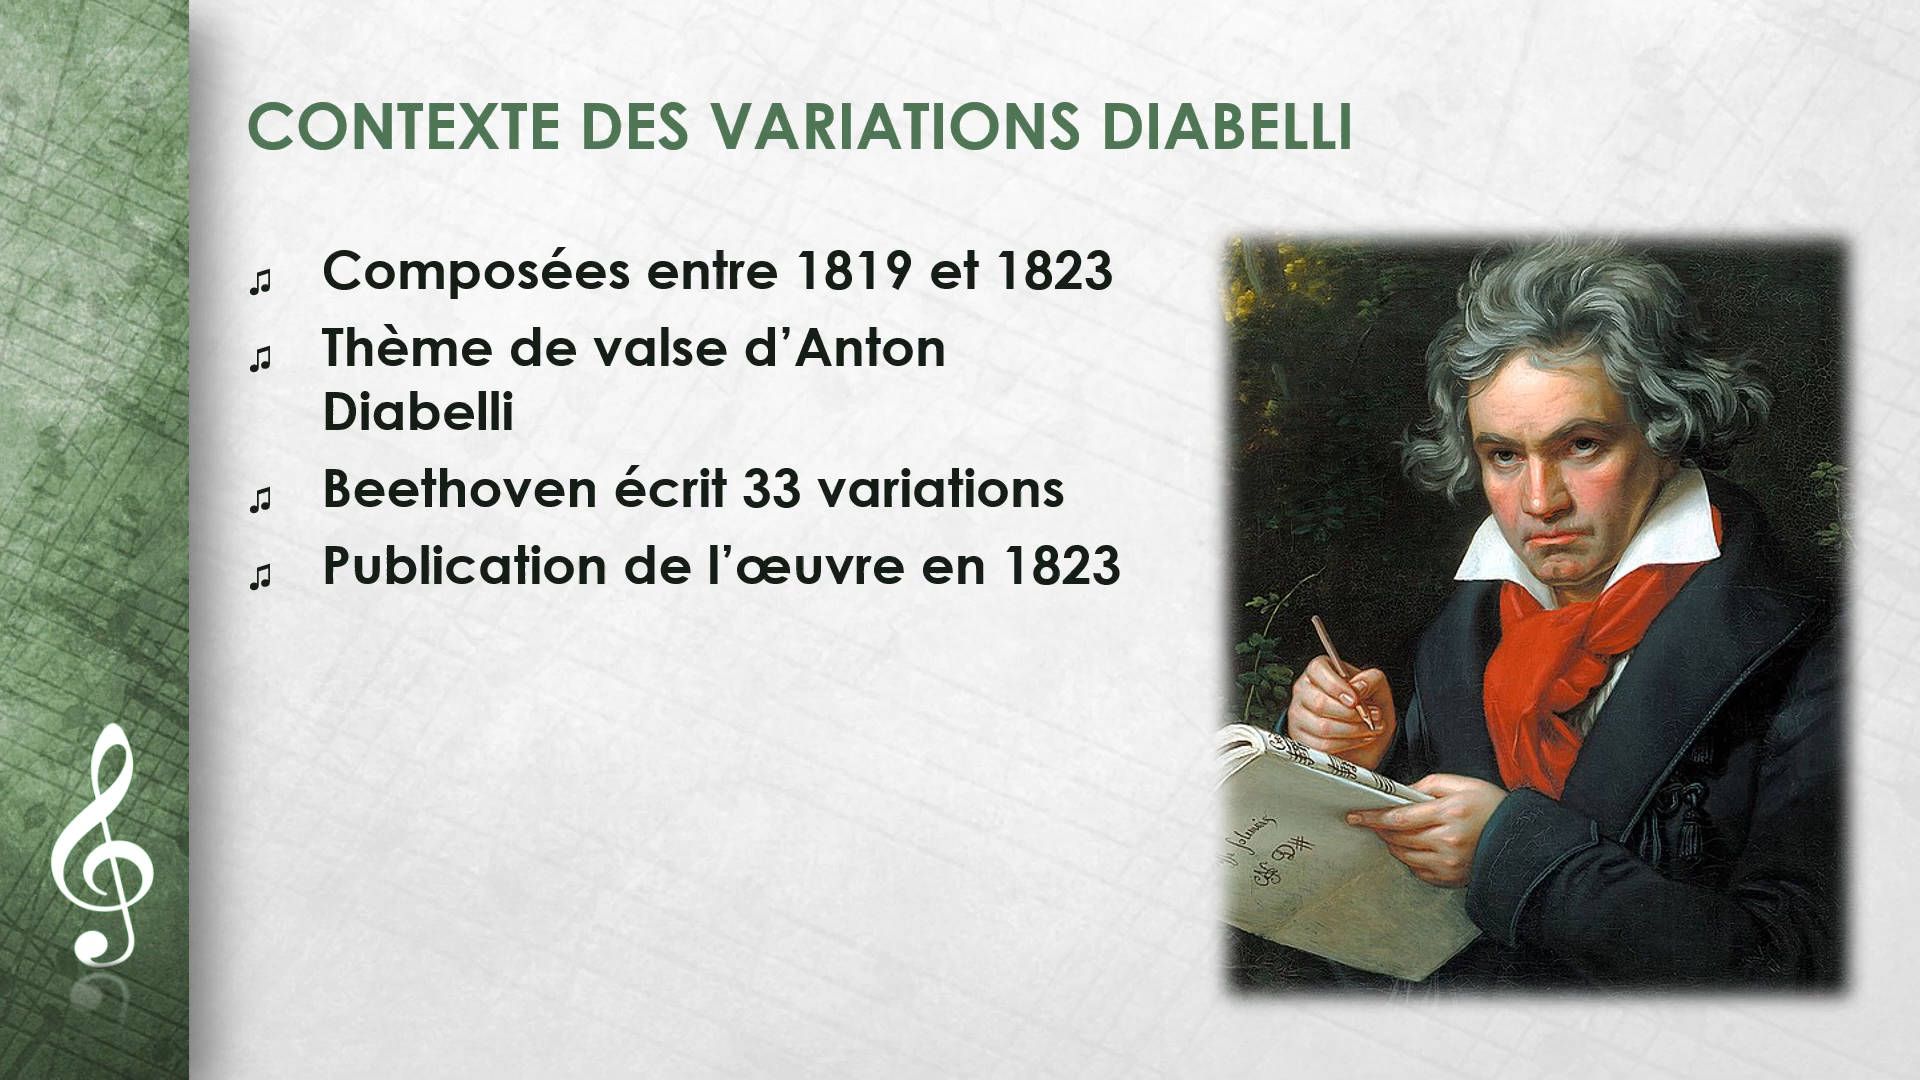 CONTEXTE DES VARIATIONS DIABELLI
♫ Composées entre 1819 et 1823
♫ Thème de valse d’Anton
Diabelli
♫ Beethoven écrit 33 variations
♫ Publication de l’œuvre en 1823
D#